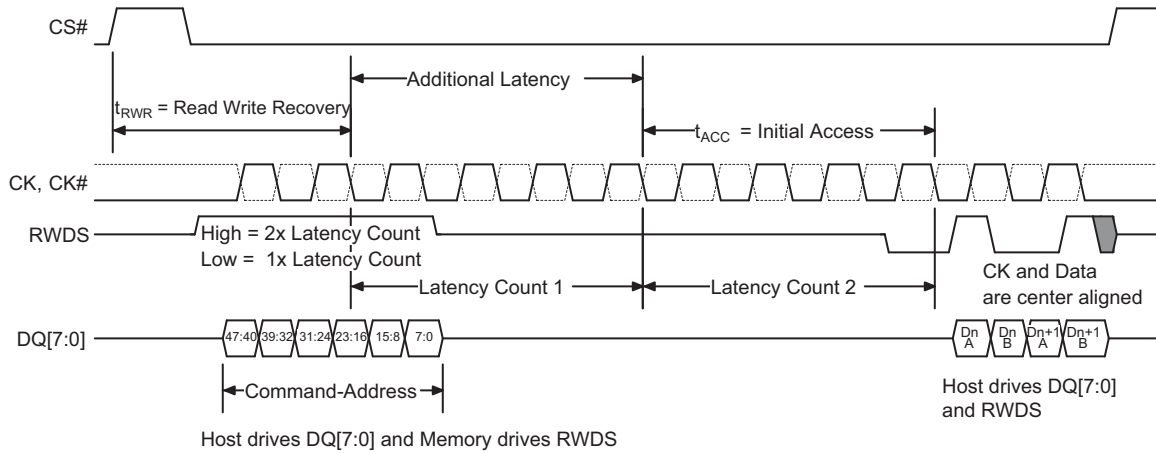 CS#
Additional Latency
tRWR = Read Write Recovery
tACC = Initial Access
CK, CK#
RWDS
High = 2x Latency Count
Low = 1x Latency Count
CK and Data
are center aligned
Latency Count 1
Latency Count 2
DQ[7:0]
47:40 39:32 31:24 23:16 15:8 7:0
Dn A
Dn B
Dn+1 A
Dn+1 B
Command-Address
Host drives DQ[7:0]
and RWDS
Host drives DQ[7:0] and Memory drives RWDS